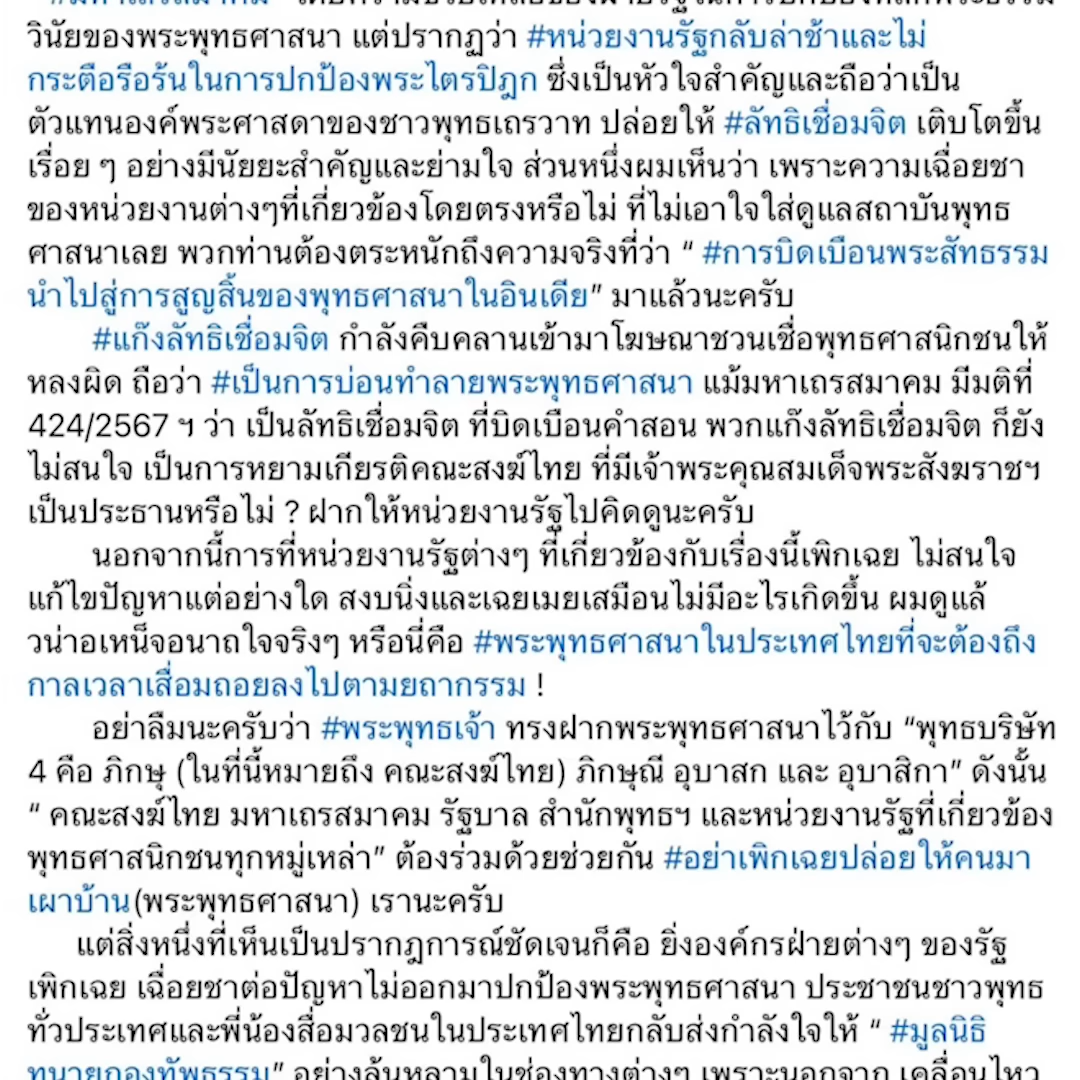 วินัยของพระพุทธศาสนา แต่ปรากฏว่า #หน่วยงานรัฐกลับล่าช้าและไม่
กระตือรือร้นในการปกป้องพระไตรปิฎก ซึ่งเป็นหัวใจสำคัญและถือว่าเป็น
ตัวแทนองค์พระศาสดาของชาวพุทธเถรวาท ปล่อยให้ #ลัทธิเชื่อมจิต เติบโตขึ้น
เรื่อย ๆ อย่างมีนัยยะสำคัญและย่ามใจ ส่วนหนึ่งผมเห็นว่า เพราะความเฉื่อยชา
ของหน่วยงานต่างๆที่เกี่ยวข้องโดยตรงหรือไม่ ที่ไม่เอาใจใส่ดูแลสถาบันพุทธ
ศาสนาเลย พวกท่านต้องตระหนักถึงความจริงที่ว่า “ #การบิดเบือนพระสัทธรรม
นำไปสู่การสูญสิ้นของพุทธศาสนาในอินเดีย” มาแล้วนะครับ
#แก๊งลัทธิเชื่อมจิต กำลังคืบคลานเข้ามาโฆษณาชวนเชื่อพุทธศาสนิกชนให้
หลงผิด ถือว่า #เป็นการบ่อนทำลายพระพุทธศาสนา แม้มหาเถรสมาคม มีมติที่
424/2567 ฯ ว่า เป็นลัทธิเชื่อมจิต ที่บิดเบือนคำสอน พวกแก๊งลัทธิเชื่อมจิต ก็ยัง
ไม่สนใจ เป็นการหยามเกียรติคณะสงฆ์ไทย ที่มีเจ้าพระคุณสมเด็จพระสังฆราชฯ
เป็นประธานหรือไม่ ? ฝากให้หน่วยงานรัฐไปคิดดูนะครับ
นอกจากนี้การที่หน่วยงานรัฐต่างๆ ที่เกี่ยวข้องกับเรื่องนี้เพิกเฉย ไม่สนใจ
แก้ไขปัญหาแต่อย่างใด สงบนิ่งและเฉยเมยเสมือนไม่มีอะไรเกิดขึ้น ผมดูแล้
วน่าอเหน็จอนาถใจจริงๆ หรือนี่คือ #พระพุทธศาสนาในประเทศไทยที่จะต้องถึง
กาลเวลาเสื่อมถอยลงไปตามยถากรรม !
อย่าลืมนะครับว่า #พระพุทธเจ้า ทรงฝากพระพุทธศาสนาไว้กับ “พุทธบริษัท
4 คือ ภิกษุ (ในที่นี้หมายถึง คณะสงฆ์ไทย) ภิกษุณี อุบาสก และ อุบาสิกา” ดังนั้น
“ คณะสงฆ์ไทย มหาเถรสมาคม รัฐบาล สำนักพุทธฯ และหน่วยงานรัฐที่เกี่ยวข้อง
พุทธศาสนิกชนทุกหมู่เหล่า” ต้องร่วมด้วยช่วยกัน #อย่าเพิกเฉยปล่อยให้คนมา
เผาบ้าน(พระพุทธศาสนา) เรานะครับ
แต่สิ่งหนึ่งที่เห็นเป็นปรากฎการณ์ชัดเจนก็คือ ยิ่งองค์กรฝ่ายต่างๆ ของรัฐ
เพิกเฉย เฉื่อยชาต่อปัญหาไม่ออกมาปกป้องพระพุทธศาสนา ประชาชนชาวพุทธ
ทั่วประเทศและพี่น้องสื่อมวลชนในประเทศไทยกลับส่งกำลังใจให้ “ #มูลนิธิ
ทนายกองทัพธรรม” อย่างล้นหลามในช่องทางต่างๆ เพราะนอกจาก เคลื่อนไหว